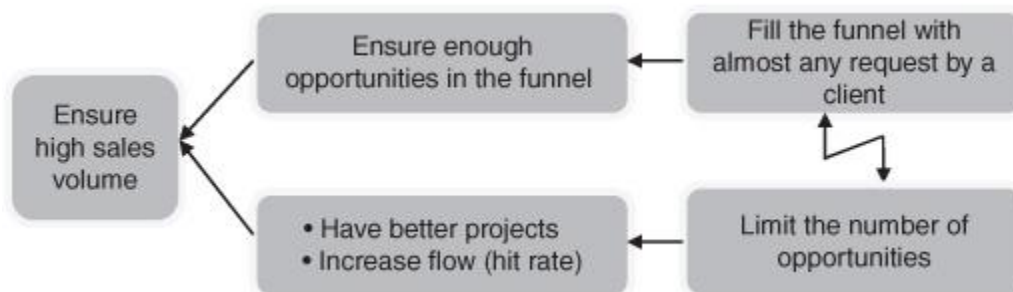 Ensure
high sales
volume
Ensure enough
opportunities in the funnel
Fill the funnel with
almost any request by a
client
• Have better projects
• Increase flow (hit rate)
Limit the number of
opportunities